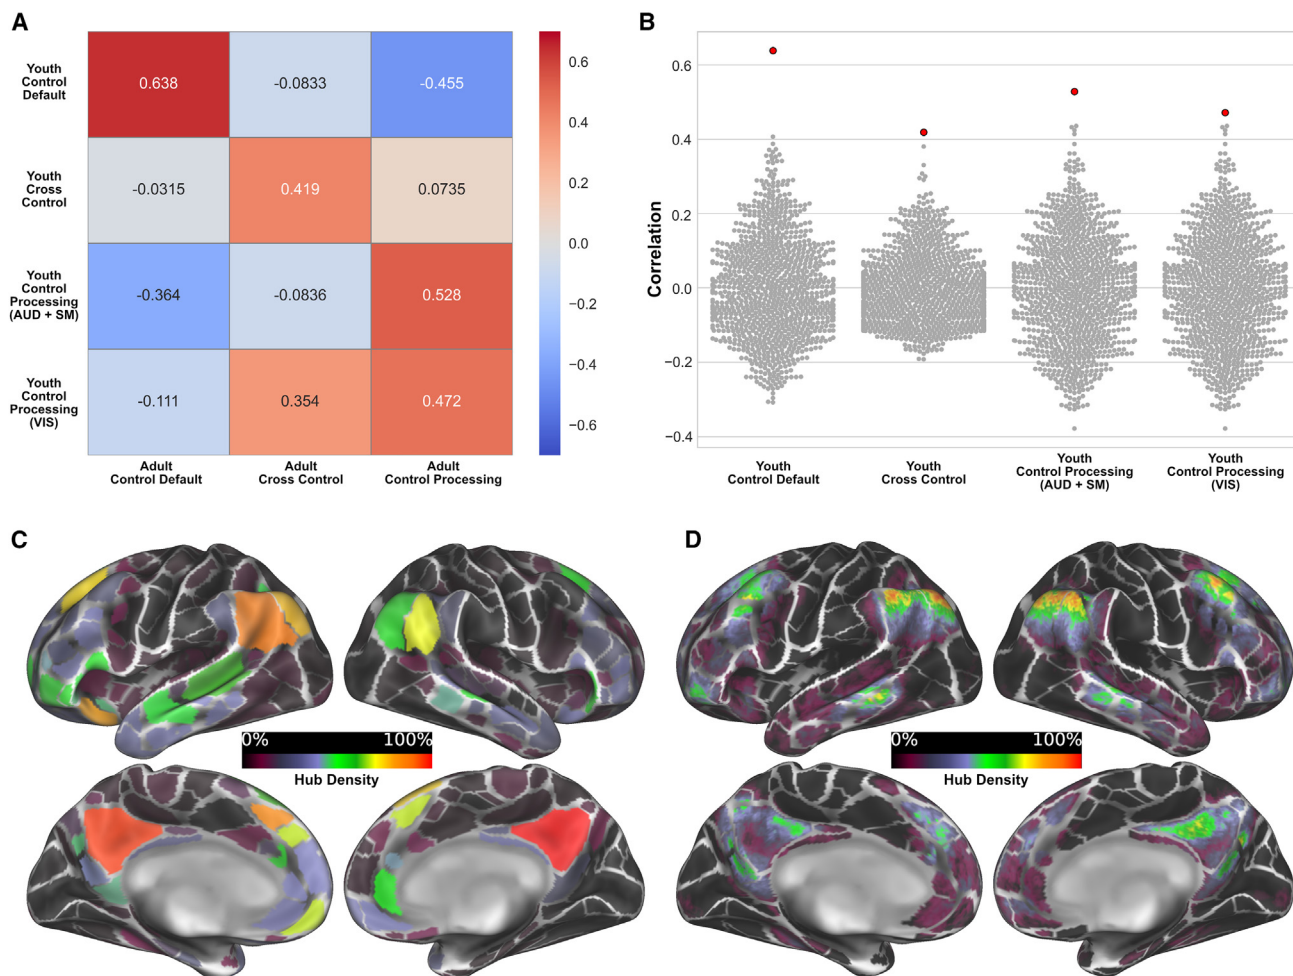 A
Youth
Control
Default
Youth
Cross
Control
Youth
Control
Processing
(AUD + SM)
Youth
Control
Processing
(VIS)
0.638 -0.0833 -0.455
-0.0315 0.419 0.0735
-0.364 -0.0836 0.528
-0.111 0.354 0.472
Adult
Control Default
Adult
Cross Control
Adult
Control Processing
0.6
0.4
0.2
0.0
−0.2
−0.4
−0.6
B
Correlation
0.6
0.4
0.2
0.0
−0.2
−0.4
Youth
Control Default
Youth
Cross Control
Youth
Control Processing
(AUD + SM)
Youth
Control Processing
(VIS)
C
0% 100%
Hub Density
D
0% 100%
Hub Density